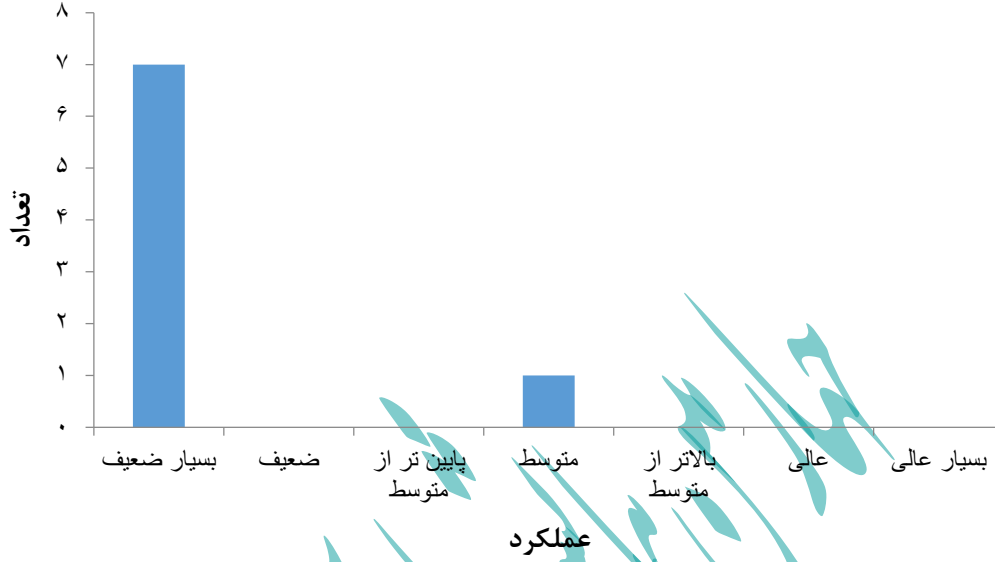 ۸
۷
۶
۵
۴
۳
۲
۱
۰
تعداد
بسیار ضعیف
ضعیف
پایین تر از
متوسط
متوسط
بالاتر از
متوسط
عالی
بسیار عالی
عملکرد